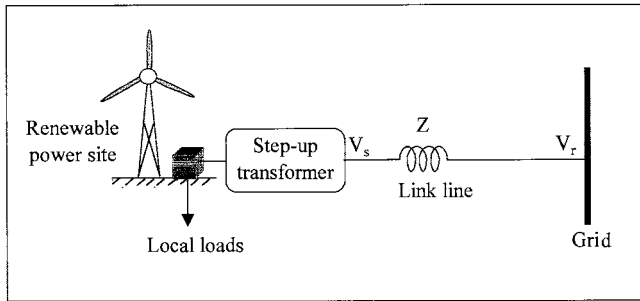 Renewable
power site
Local loads
Step-up
transformer
Vs
Z
Link line
Vr
Grid